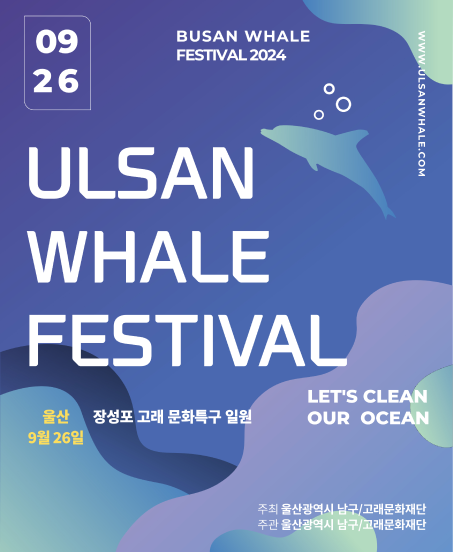 09
26
BUSAN WHALE
FESTIVAL 2024
WWW.ULSANWHALE.COM
ULSAN
WHALE
FESTIVAL
LET'S CLEAN
OUR OCEAN
울산
9월 26일
장성포 고래 문화특구 일원
주최 울산광역시 남구/고래문화재단
주관 울산광역시 남구/고래문화재단